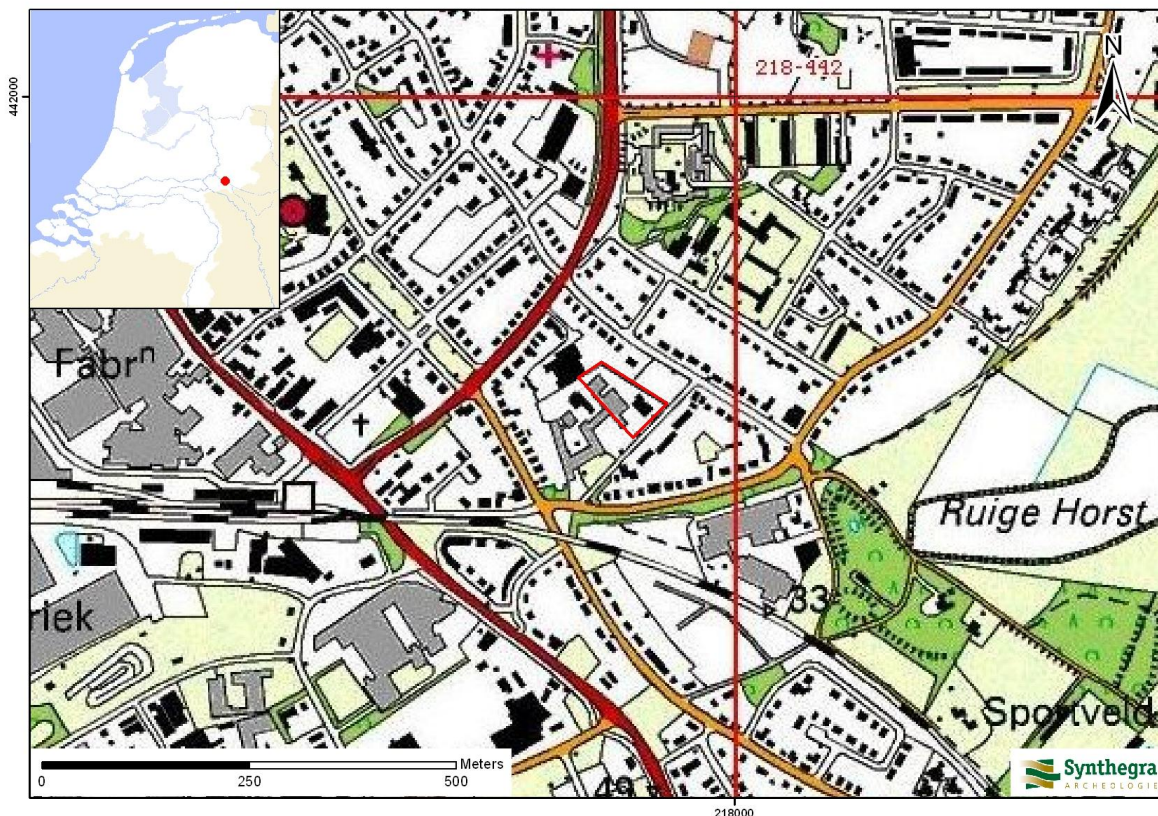 218-442
N
442000
Fabrⁿ
Ruige Horst
33
riek
Sportveld
Meters
0 250 500
Synthegra
ARCHEOLOGIE
218000